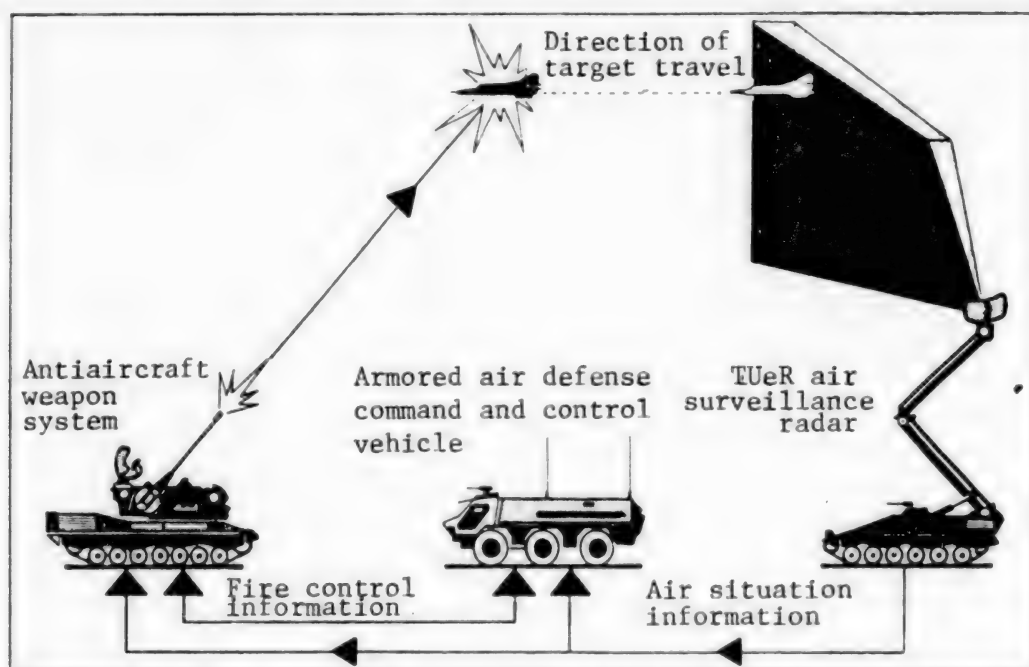 Direction of
target travel
Antiaircraft
weapon
system
Armored air defense
command and control
vehicle
TUeR air
surveillance
radar
Fire control
information
Air situation
information